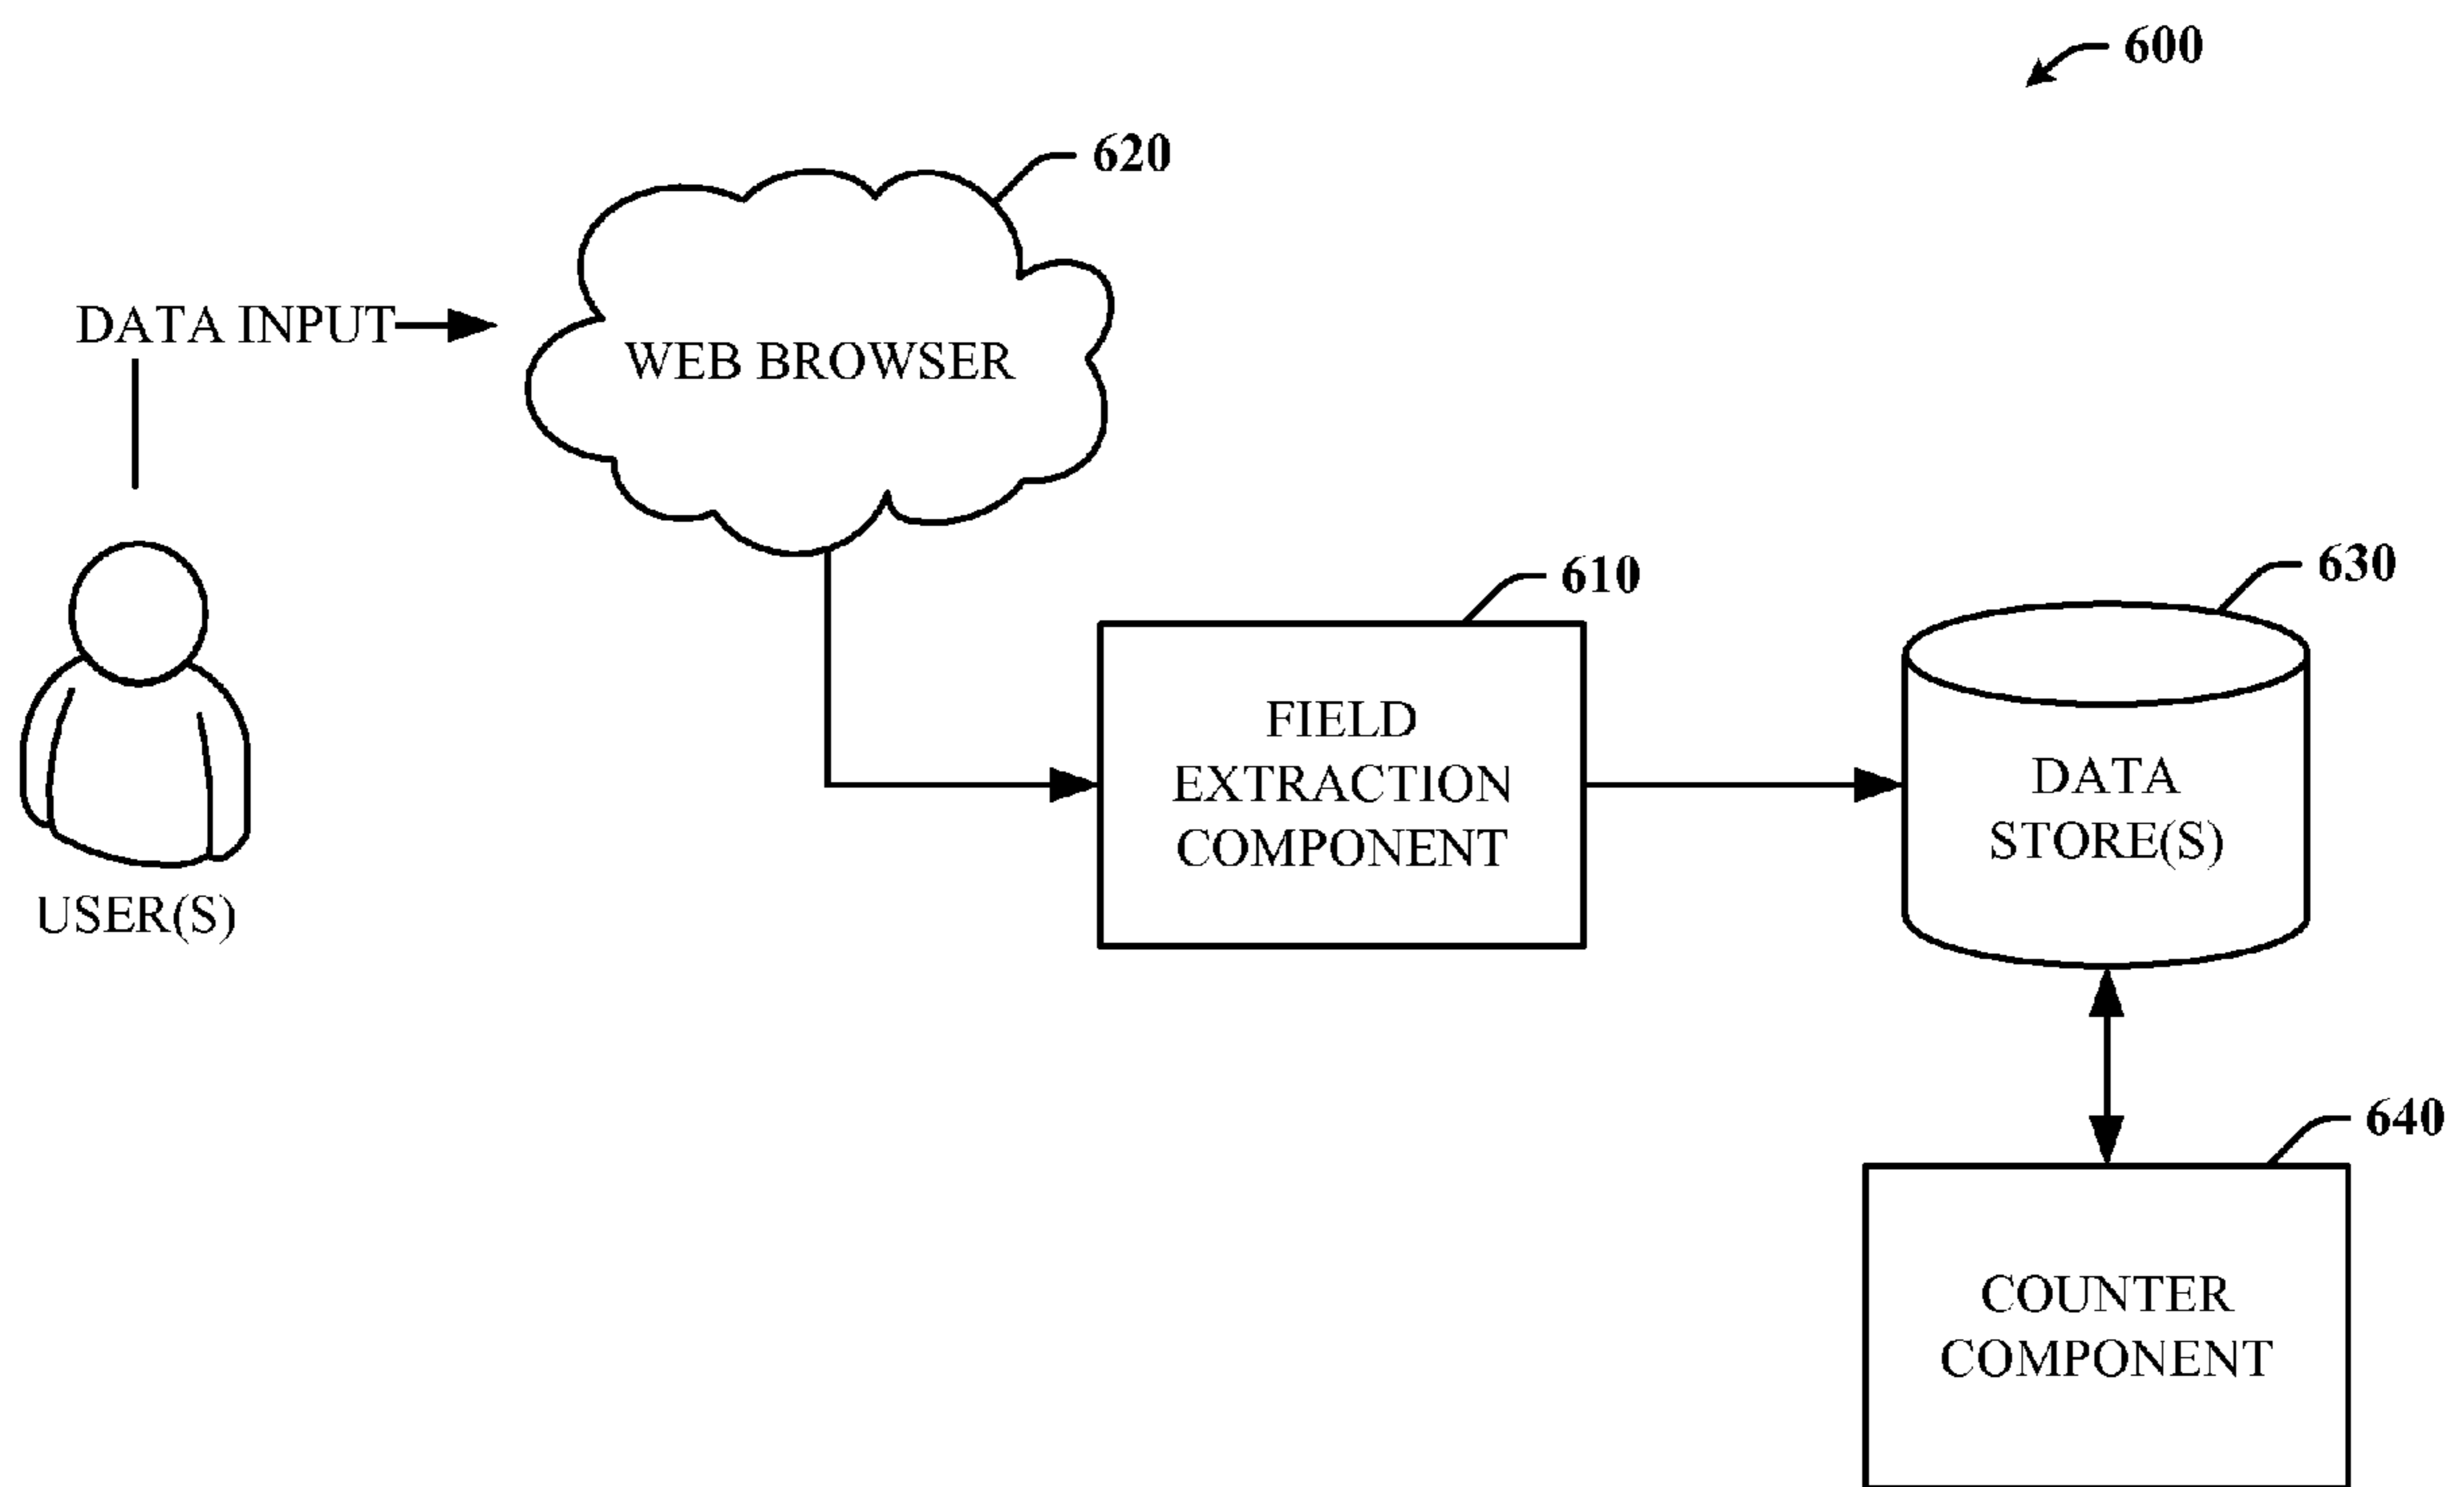 600
620
DATA INPUT
WEB BROWSER
610
630
FIELD
EXTRACTION
COMPONENT
DATA
STORE(S)
USER(S)
640
COUNTER
COMPONENT